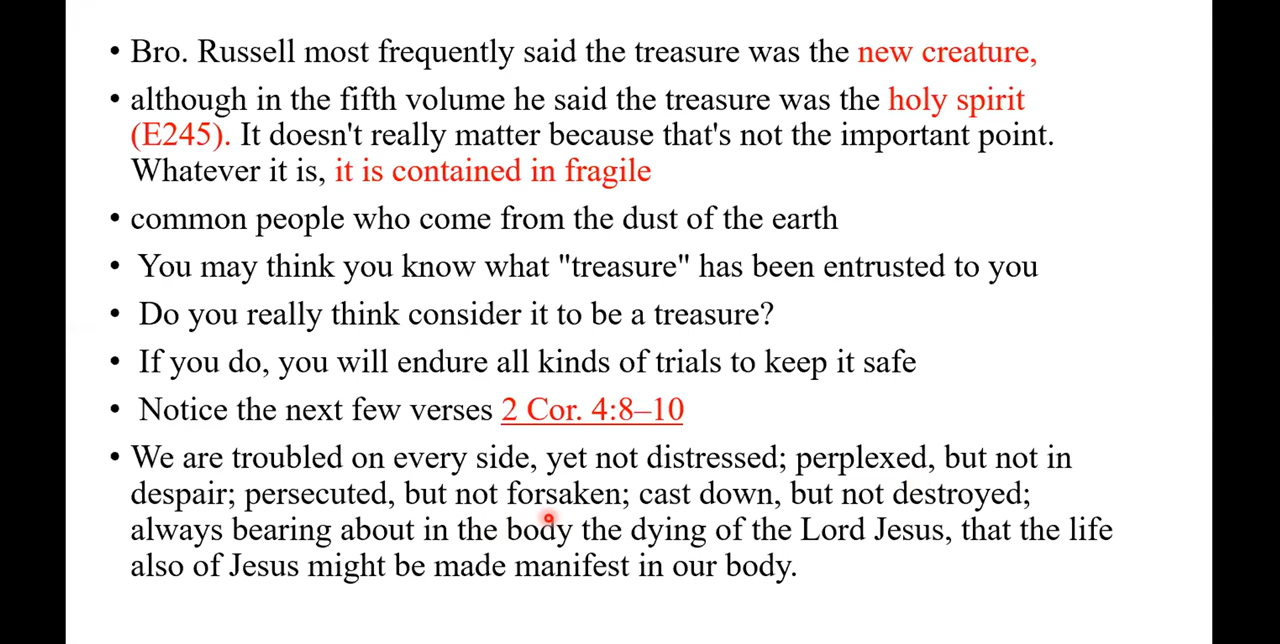 • Bro. Russell most frequently said the treasure was the new creature,
• although in the fifth volume he said the treasure was the holy spirit
(E245). It doesn't really matter because that's not the important point.
Whatever it is, it is contained in fragile
• common people who come from the dust of the earth
• You may think you know what "treasure" has been entrusted to you
• Do you really think consider it to be a treasure?
• If you do, you will endure all kinds of trials to keep it safe
• Notice the next few verses 2 Cor. 4:8–10
• We are troubled on every side, yet not distressed; perplexed, but not in
despair; persecuted, but not forsaken; cast down, but not destroyed;
always bearing about in the body the dying of the Lord Jesus, that the life
also of Jesus might be made manifest in our body.